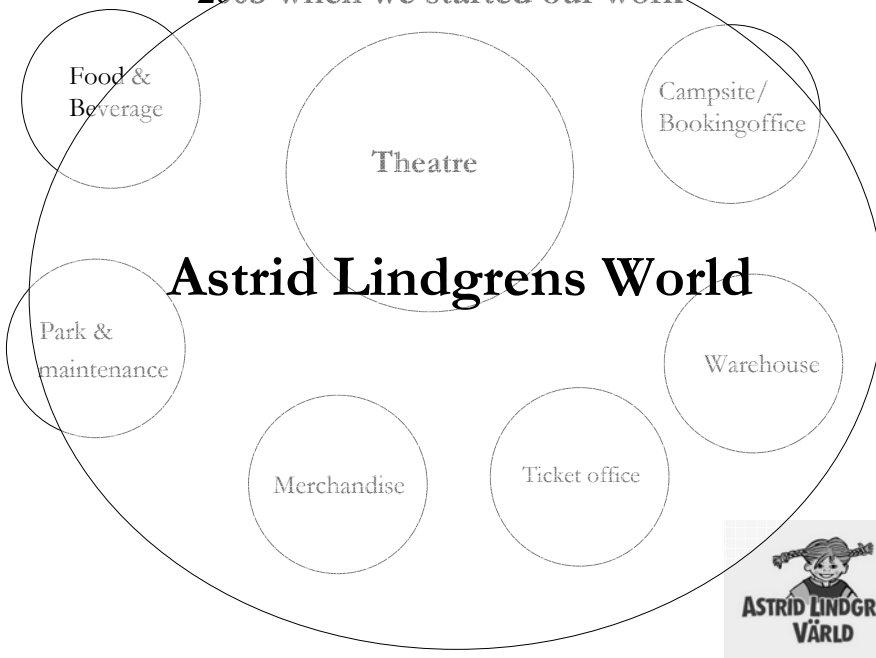 when we started our work
Food &
Beverage
Campsite/
Bookingoffice
Theatre
Astrid Lindgrens World
Park &
maintenance
Warehouse
Merchandise
Ticket office
ASTRID LINDGR
VÄRLD